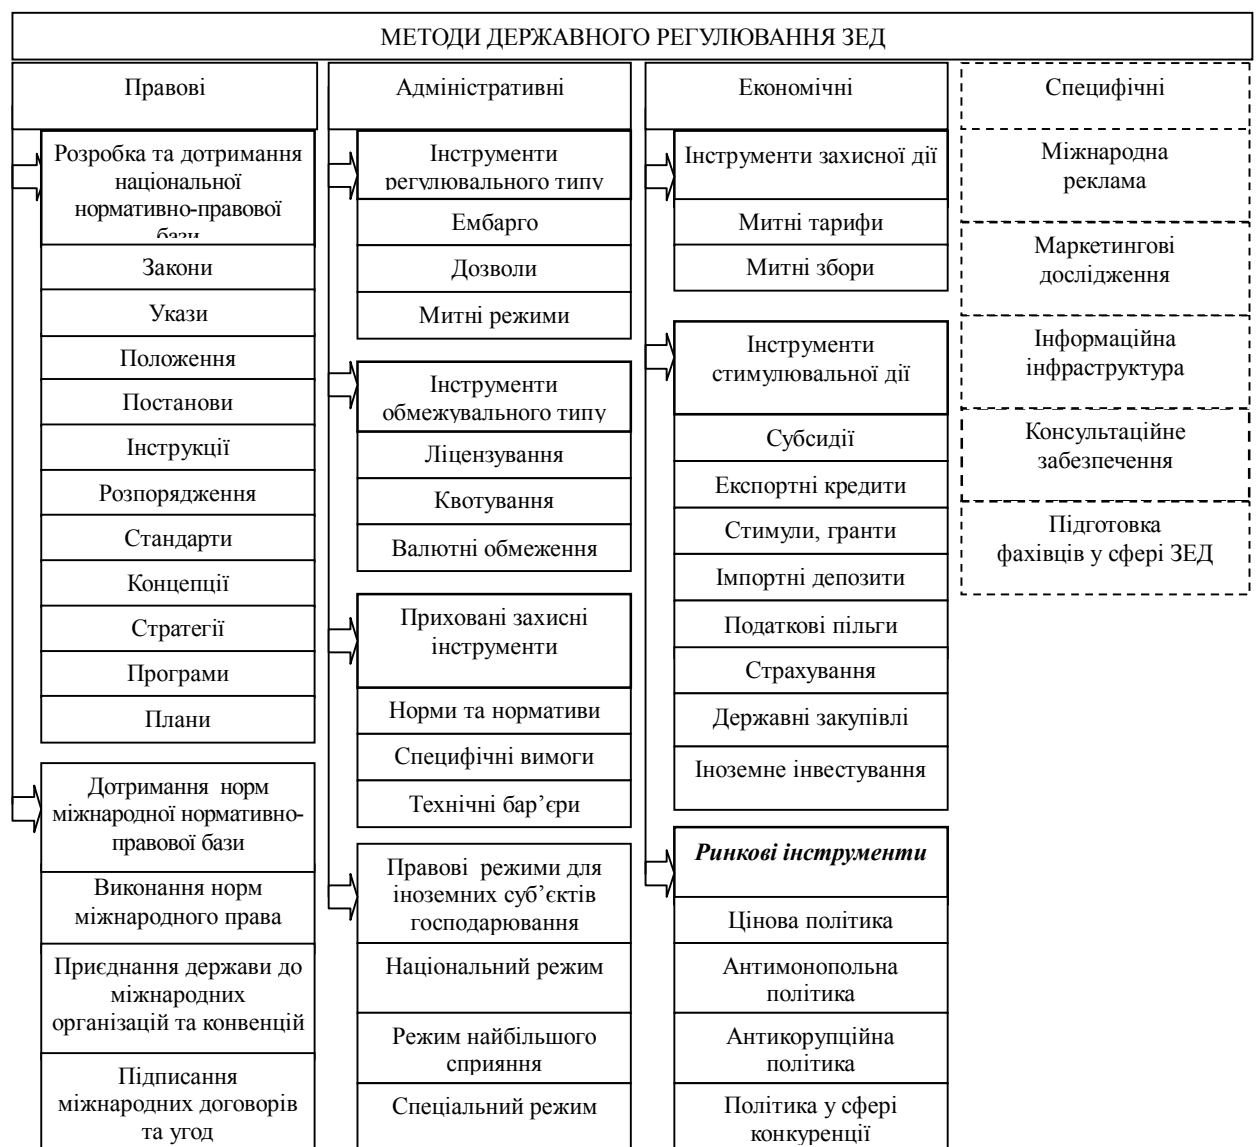 МЕТОДИ ДЕРЖАВНОГО РЕГУЛЮВАННЯ ЗЕД
Правові
Розробка та дотримання
національної
нормативно-правової
бази
Закони
Укази
Положення
Постанови
Інструкції
Розпорядження
Стандарти
Концепції
Стратегії
Програми
Плани
Дотримання норм
міжнародної нормативно-
правової бази
Виконання норм
міжнародного права
Приєднання держави до
міжнародних
організацій та конвенцій
Підписання
міжнародних договорів
та угод
Адміністративні
Інструменти
регулювального типу
Ембарго
Дозволи
Митні режими
Інструменти
обмежувального типу
Ліцензування
Квотування
Валютні обмеження
Приховані захисні
інструменти
Норми та нормативи
Специфічні вимоги
Технічні бар’єри
Правові режими для
іноземних суб’єктів
господарювання
Національний режим
Режим найбільшого
сприяння
Спеціальний режим
Економічні
Інструменти захисної дії
Митні тарифи
Митні збори
Інструменти
стимулювальної дії
Субсидії
Експортні кредити
Стимули, гранти
Імпортні депозити
Податкові пільги
Страхування
Державні закупівлі
Іноземне інвестування
Ринкові інструменти
Цінова політика
Антимонопольна
політика
Антикорупційна
політика
Політика у сфері
конкуренції
Специфічні
Міжнародна
реклама
Маркетингові
дослідження
Інформаційна
інфраструктура
Консультаційне
забезпечення
Підготовка
фахівців у сфері ЗЕД